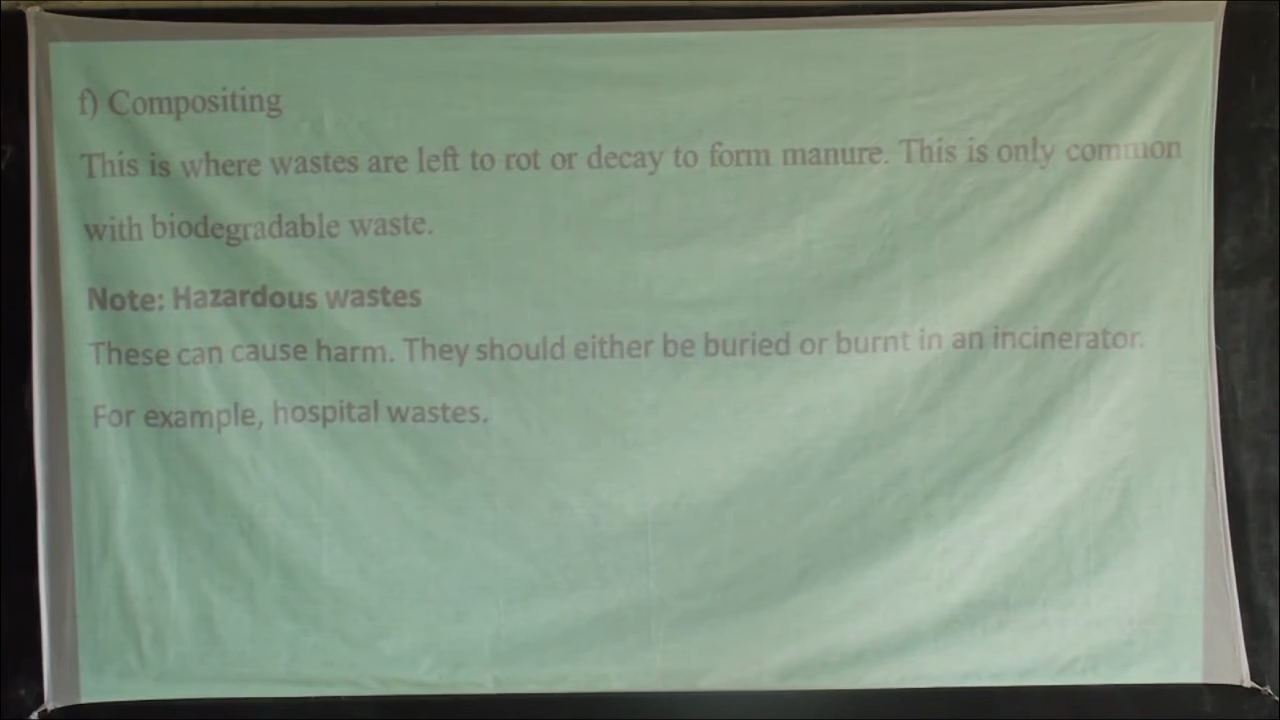 f) Compositing
This is where wastes are left to rot or decay to form manure. This is only common
with biodegradable waste.
Note: Hazardous wastes
These can cause harm. They should either be buried or burnt in an incinerator.
For example, hospital wastes.